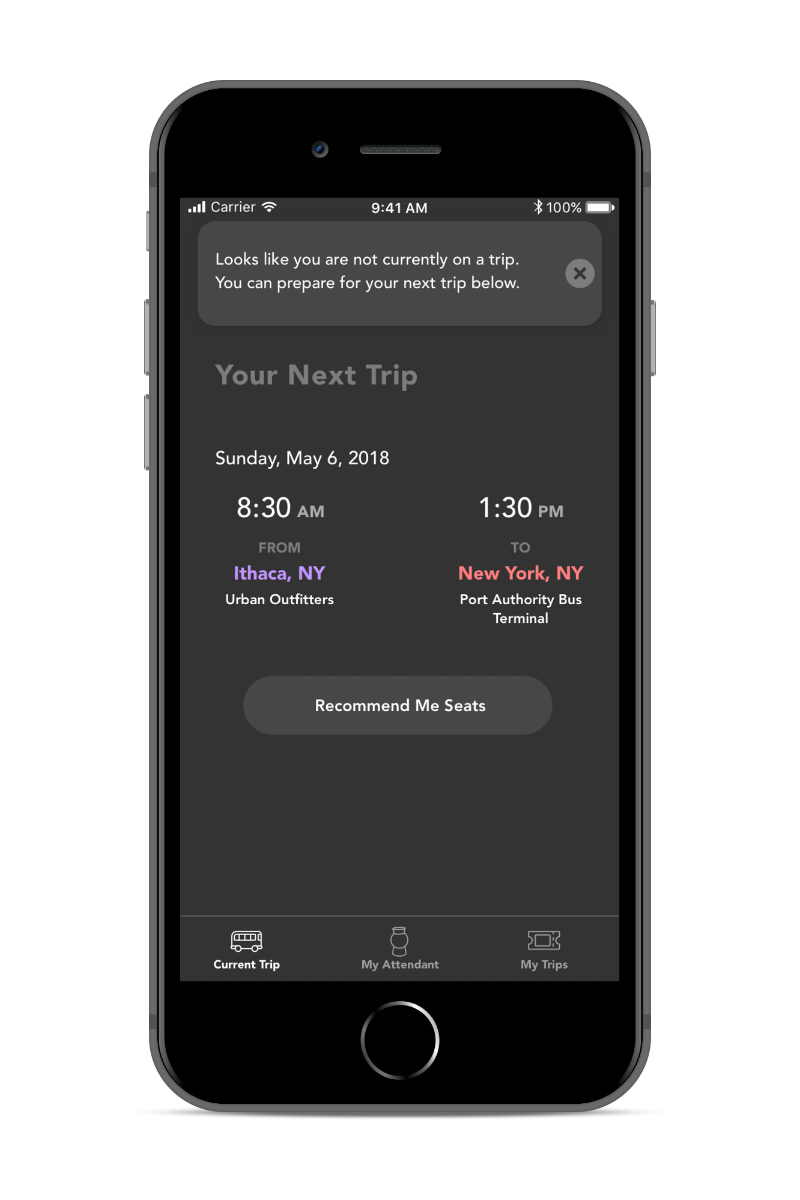 Carrier 9:41 AM 100%
Looks like you are not currently on a trip.
You can prepare for your next trip below.
Your Next Trip
Sunday, May 6, 2018
8:30 AM 1:30 PM
FROM TO
Ithaca, NY New York, NY
Urban Outfitters Port Authority Bus
Terminal
Recommend Me Seats
Current Trip My Attendant My Trips